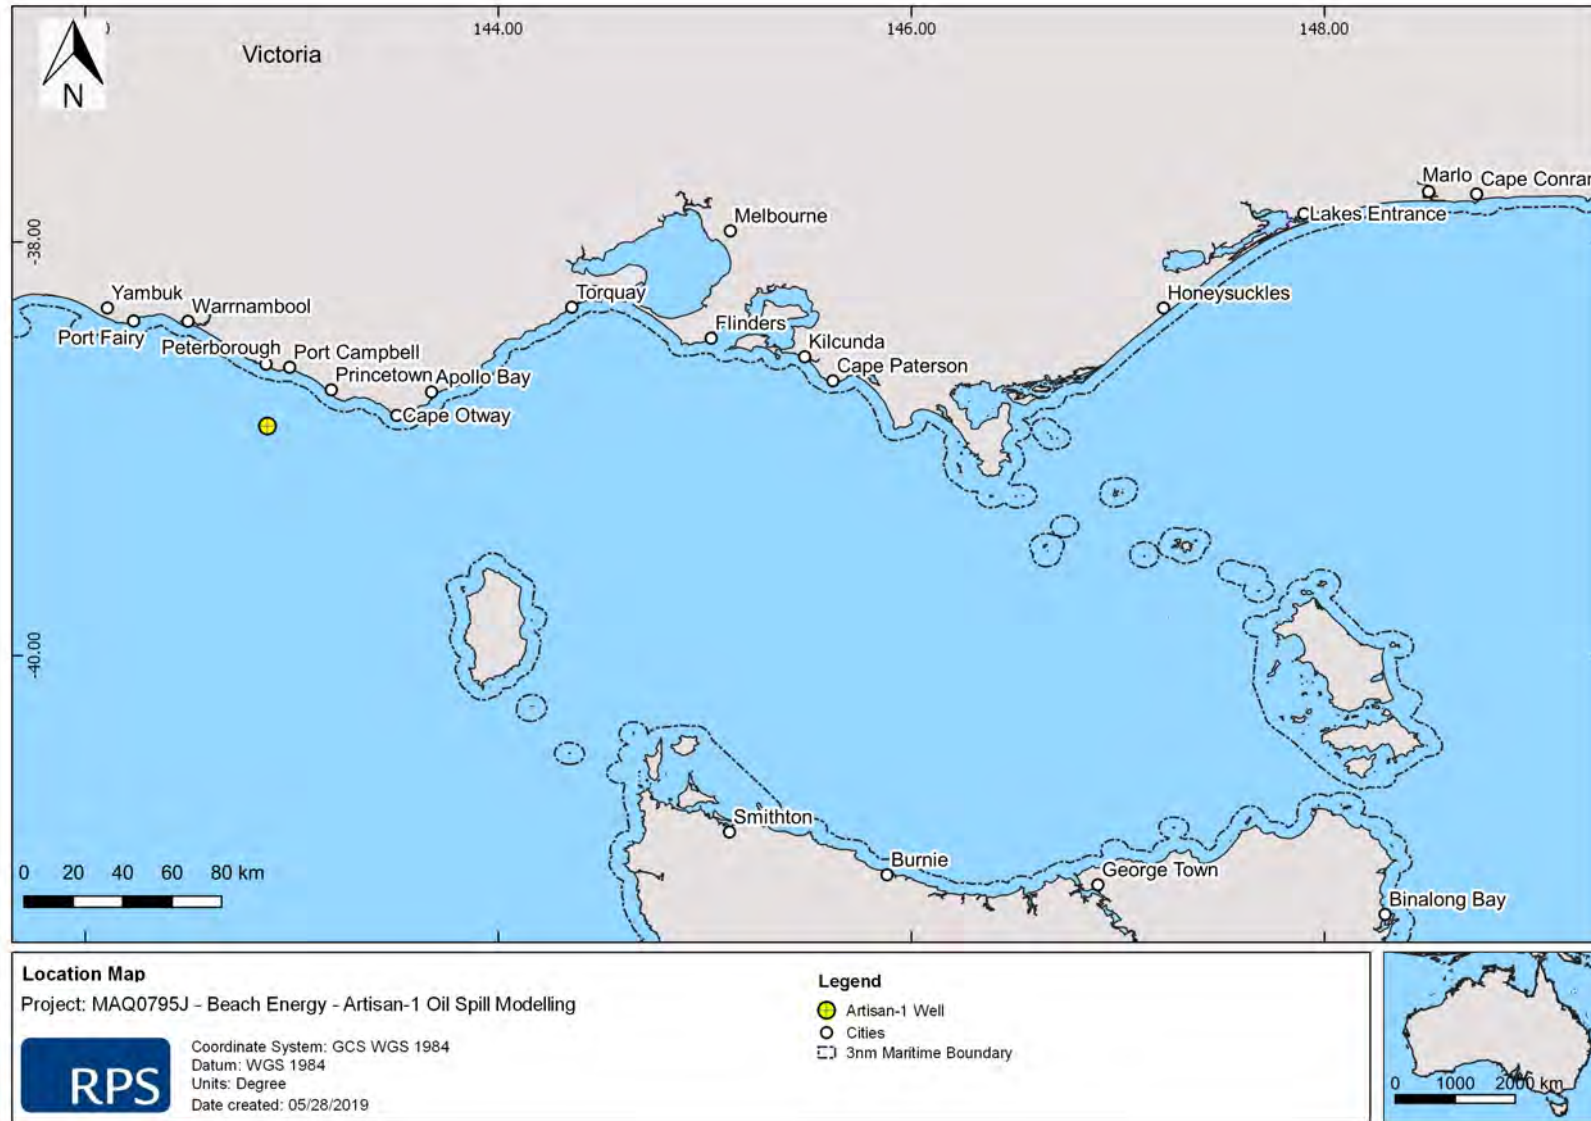 144.00
146.00
148.00
Victoria
N
-38.00
-40.00
Marlo
Cape Conran
Melbourne
Lakes Entrance
Yambuk
Warrnambool
Torquay
Honeysuckles
Port Fairy
Flinders
Peterborough
Port Campbell
Kilcunda
Princetown
Apollo Bay
Cape Paterson
Cape Otway
Smithton
Burnie
George Town
Binalong Bay
0 20 40 60 80 km
Location Map
Project: MAQ0795J - Beach Energy - Artisan-1 Oil Spill Modelling
RPS
Coordinate System: GCS WGS 1984
Datum: WGS 1984
Units: Degree
Date created: 05/28/2019
Legend
Artisan-1 Well
Cities
3nm Maritime Boundary
0 1000 2000 km